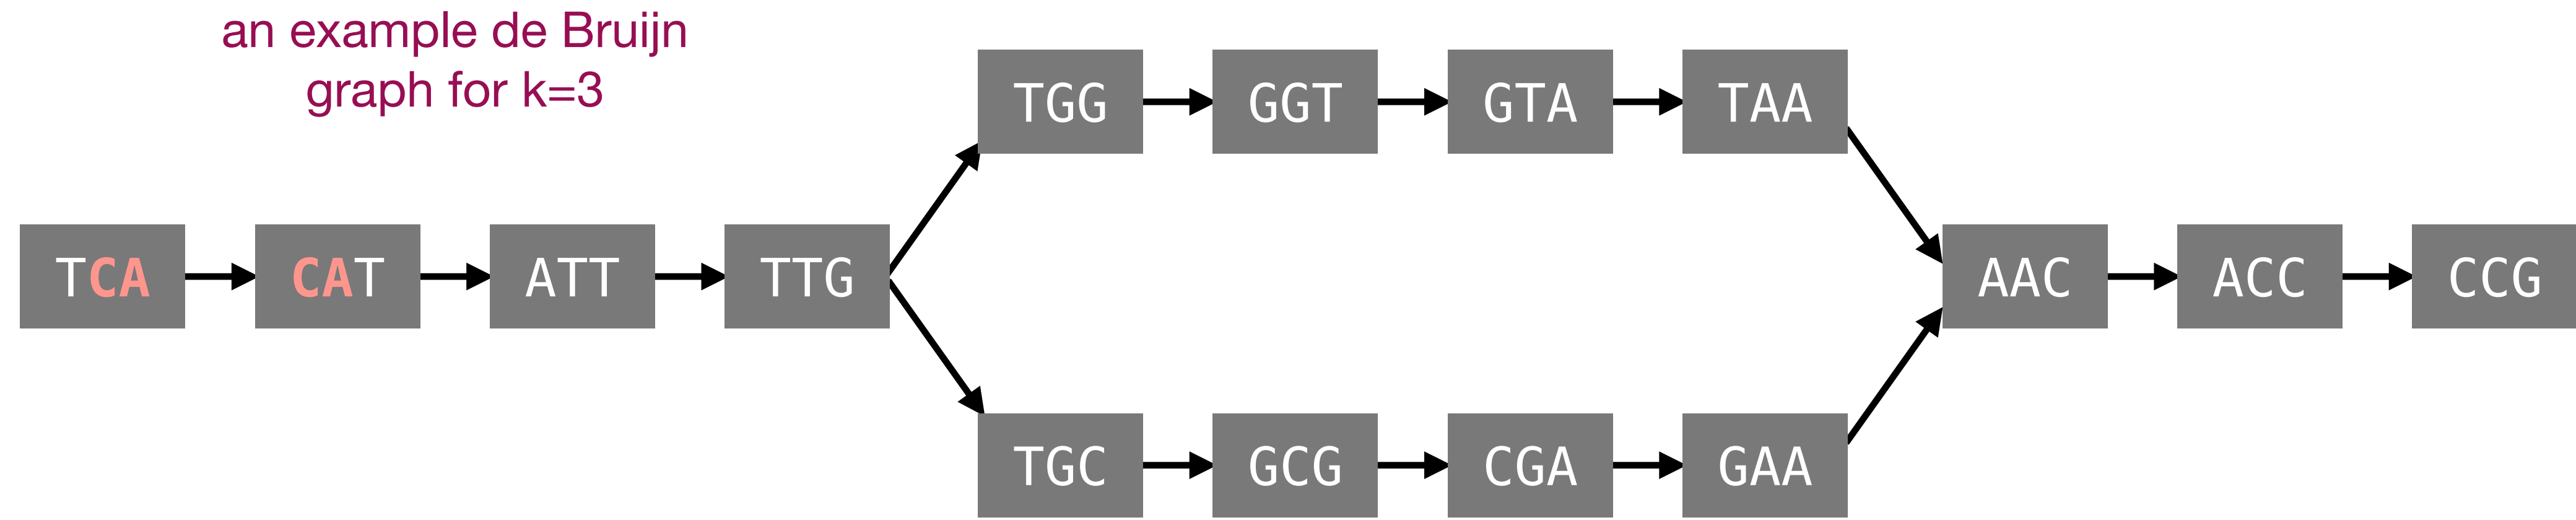 an example de Bruijn
graph for k=3
TGG GGT GTA TAA
TCA CAT ATT TTG AAC ACC CCG
TGC GCG CGA GAA